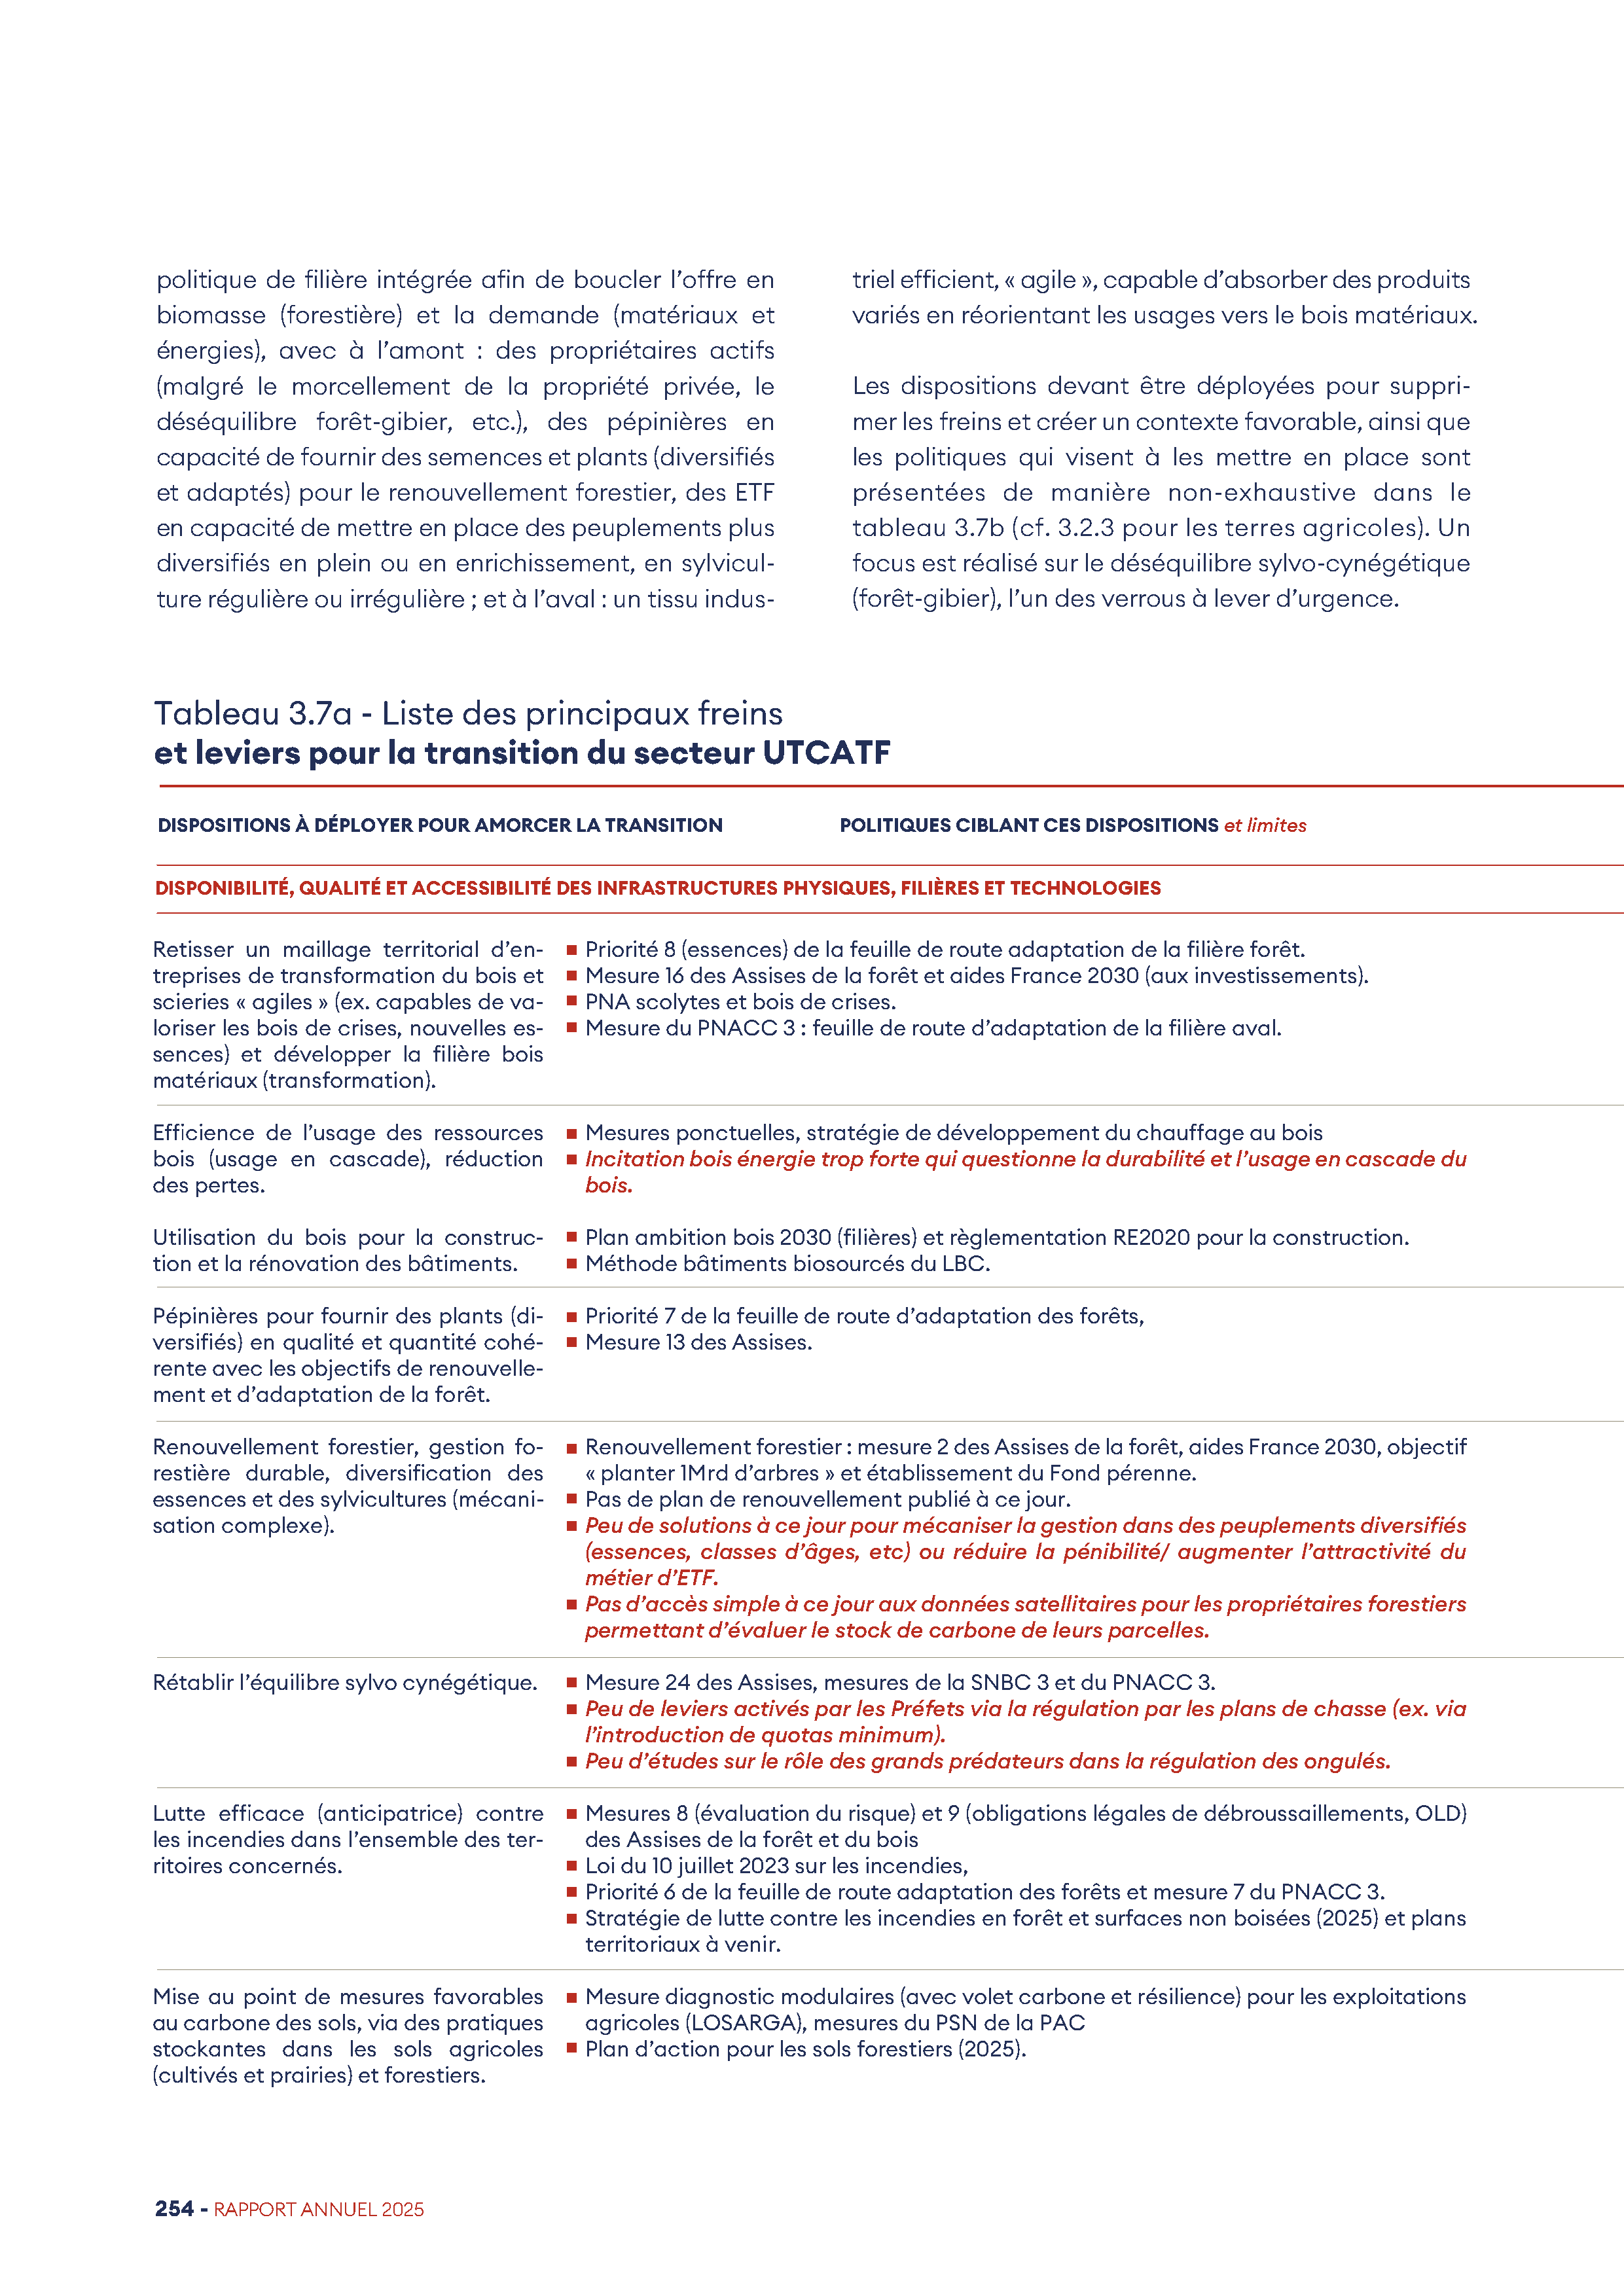 politique de filière intégrée afin de boucler l’offre en
biomasse (forestière) et la demande (matériaux et
énergies), avec à l’amont : des propriétaires actifs
(malgré le morcellement de la propriété privée, le
déséquilibre forêt-gibier, etc.), des pépinières en
capacité de fournir des semences et plants (diversifiés
et adaptés) pour le renouvellement forestier, des ETF
en capacité de mettre en place des peuplements plus
diversifiés en plein ou en enrichissement, en sylvicul-
ture régulière ou irrégulière ; et à l’aval : un tissu indus-
triel efficient, « agile », capable d’absorber des produits
variés en réorientant les usages vers le bois matériaux.
Les dispositions devant être déployées pour suppri-
mer les freins et créer un contexte favorable, ainsi que
les politiques qui visent à les mettre en place sont
présentées de manière non-exhaustive dans le
tableau 3.7b (cf. 3.2.3 pour les terres agricoles). Un
focus est réalisé sur le déséquilibre sylvo-cynégétique
(forêt-gibier), l’un des verrous à lever d’urgence.
Tableau 3.7a - Liste des principaux freins
et leviers pour la transition du secteur UTCATF
DISPOSITIONS À DÉPLOYER POUR AMORCER LA TRANSITION
POLITIQUES CIBLANT CES DISPOSITIONS et limites
DISPONIBILITÉ, QUALITÉ ET ACCESSIBILITÉ DES INFRASTRUCTURES PHYSIQUES, FILIÈRES ET TECHNOLOGIES
Retisser un maillage territorial d’en-
treprises de transformation du bois et
scieries « agiles » (ex. capables de va-
loriser les bois de crises, nouvelles es-
sences) et développer la filière bois
matériaux (transformation).
■ Priorité 8 (essences) de la feuille de route adaptation de la filière forêt.
■ Mesure 16 des Assises de la forêt et aides France 2030 (aux investissements).
■ PNA scolytes et bois de crises.
■ Mesure du PNACC 3 : feuille de route d’adaptation de la filière aval.
Efficience de l’usage des ressources
bois (usage en cascade), réduction
des pertes.
■ Mesures ponctuelles, stratégie de développement du chauffage au bois
■ Incitation bois énergie trop forte qui questionne la durabilité et l’usage en cascade du
bois.
Utilisation du bois pour la construc-
tion et la rénovation des bâtiments.
■ Plan ambition bois 2030 (filières) et règlementation RE2020 pour la construction.
■ Méthode bâtiments biosourcés du LBC.
Pépinières pour fournir des plants (di-
versifiés) en qualité et quantité cohé-
rente avec les objectifs de renouvelle-
ment et d’adaptation de la forêt.
■ Priorité 7 de la feuille de route d’adaptation des forêts,
■ Mesure 13 des Assises.
Renouvellement forestier, gestion fo-
restière durable, diversification des
essences et des sylvicultures (mécani-
sation complexe).
■ Renouvellement forestier : mesure 2 des Assises de la forêt, aides France 2030, objectif
« planter 1Mrd d’arbres » et établissement du Fond pérenne.
■ Pas de plan de renouvellement publié à ce jour.
■ Peu de solutions à ce jour pour mécaniser la gestion dans des peuplements diversifiés
(essences, classes d’âges, etc) ou réduire la pénibilité/ augmenter l’attractivité du
métier d’ETF.
■ Pas d’accès simple à ce jour aux données satellitaires pour les propriétaires forestiers
permettant d’évaluer le stock de carbone de leurs parcelles.
Rétablir l’équilibre sylvo cynégétique.
■ Mesure 24 des Assises, mesures de la SNBC 3 et du PNACC 3.
■ Peu de leviers activés par les Préfets via la régulation par les plans de chasse (ex. via
l’introduction de quotas minimum).
■ Peu d’études sur le rôle des grands prédateurs dans la régulation des ongulés.
Lutte efficace (anticipatrice) contre
les incendies dans l’ensemble des ter-
ritoires concernés.
■ Mesures 8 (évaluation du risque) et 9 (obligations légales de débroussaillements, OLD)
des Assises de la forêt et du bois
■ Loi du 10 juillet 2023 sur les incendies,
■ Priorité 6 de la feuille de route adaptation des forêts et mesure 7 du PNACC 3.
■ Stratégie de lutte contre les incendies en forêt et surfaces non boisées (2025) et plans
territoriaux à venir.
Mise au point de mesures favorables
au carbone des sols, via des pratiques
stockantes dans les sols agricoles
(cultivés et prairies) et forestiers.
■ Mesure diagnostic modulaires (avec volet carbone et résilience) pour les exploitations
agricoles (LOSARGA), mesures du PSN de la PAC
■ Plan d’action pour les sols forestiers (2025).
254 - RAPPORT ANNUEL 2025